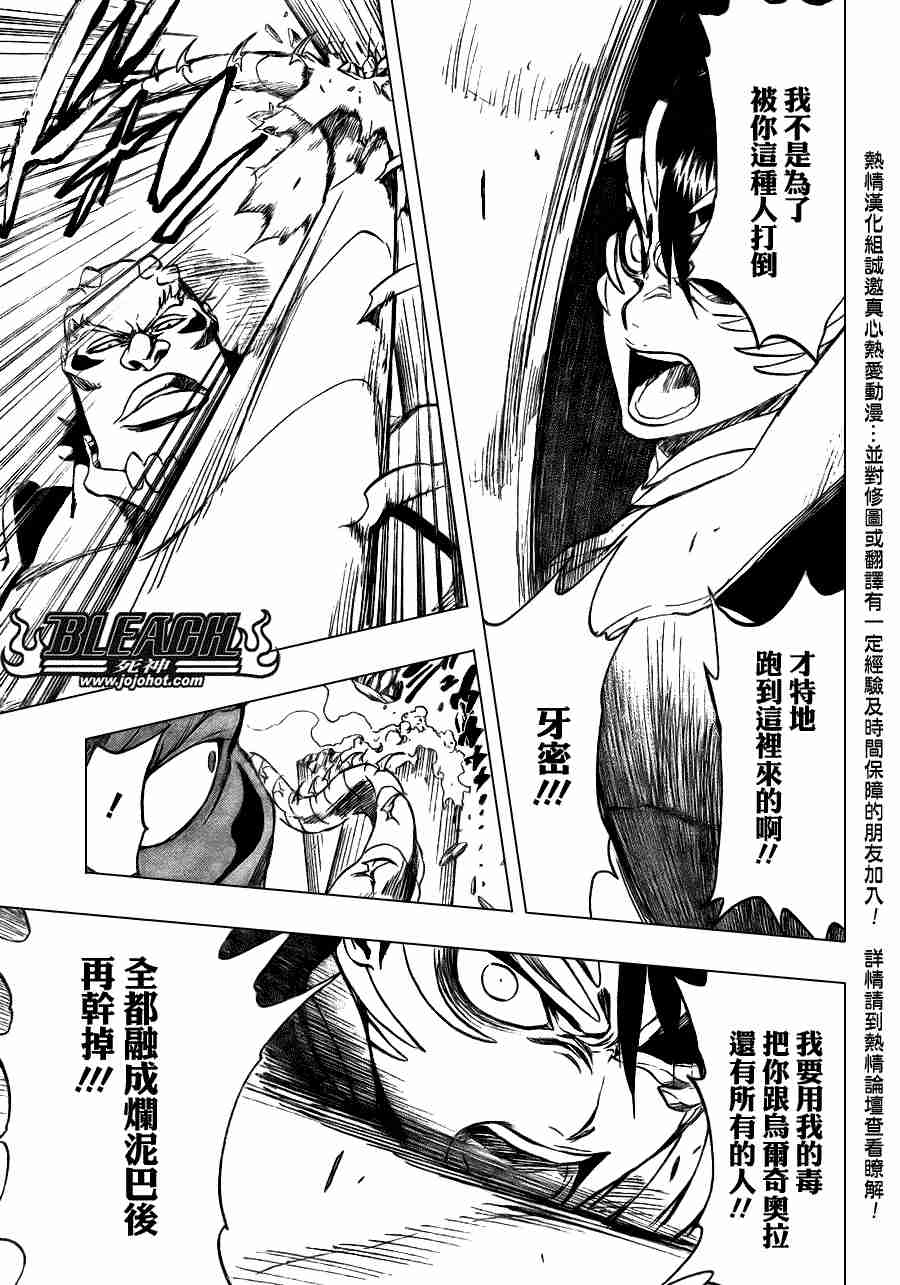 我不是為了
被你這種人打倒
才特地
跑到這裡來的啊!!
牙密!!!
!
我要用我的毒
把你跟烏爾奇奧拉
還有所有的人!!
全都融成爛泥巴後
再幹掉!!!
BLEACH
死神
www.jojohot.com
熱情漢化組誠邀真心熱愛動漫…並對修圖或翻譯有一定經驗及時間保障的朋友加入! 詳情請到熱情論壇查看瞭解!